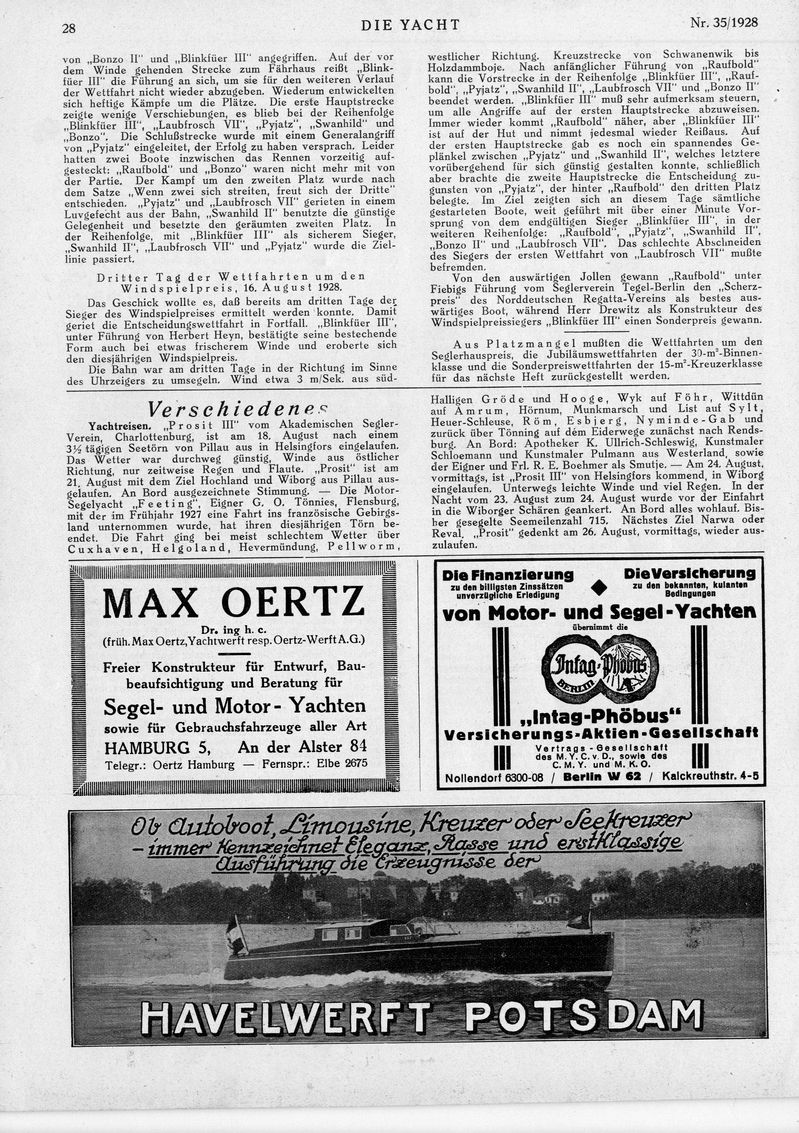 28
DIE YACHT
Nr. 35/1928
von „Bonzo II“ und „Blinkfüer III“ angegriffen. Auf der vor
dem Winde gehenden Strecke zum Fährhaus reißt „Blink-
füer III“ die Führung an sich, um sie für den weiteren Verlauf
der Wettfahrt nicht wieder abzugeben. Wiederum entwickelten
sich heftige Kämpfe um die Plätze. Die erste Hauptstrecke
zeigte wenige Verschiebungen, es blieb bei der Reihenfolge
„Blinkfüer III“, „Laubfrosch VII“, „Pyjatz“, „Swanhild“ und
„Bonzo“. Die Schlußstrecke wurde mit einem Generalangriff
von „Pyjatz“ eingeleitet, der Erfolg zu haben versprach. Leider
hatten zwei Boote inzwischen das Rennen vorzeitig auf-
gesteckt: „Raufbold“ und „Bonzo“ waren nicht mehr mit von
der Partie. Der Kampf um den zweiten Platz wurde nach
dem Satze „Wenn zwei sich streiten, freut sich der Dritte“
entschieden. „Pyjatz“ und „Laubfrosch VII“ gerieten in einem
Luvgefecht aus der Bahn, „Swanhild II“ benutzte die günstige
Gelegenheit und besetzte den geräumten zweiten Platz. In
der Reihenfolge, mit „Blinkfüer III“ als sicherem Sieger,
„Swanhild II“, „Laubfrosch VII“ und „Pyjatz“ wurde die Ziel-
linie passiert.
Dritter Tag der Wettfahrten um den
Windspielpreis, 16. August 1928.
Das Geschick wollte es, daß bereits am dritten Tage der
Sieger des Windspielpreises ermittelt werden konnte. Damit
geriet die Entscheidungswettfahrt in Fortfall. „Blinkfüer III“,
unter Führung von Herbert Heyn, bestätigte seine bestechende
Form auch bei etwas frischerem Winde und eroberte sich
den diesjährigen Windspielpreis.
Die Bahn war am dritten Tage in der Richtung im Sinne
des Uhrzeigers zu umsegeln. Wind etwa 3 m/Sek. aus süd-
westlicher Richtung. Kreuzstrecke von Schwanenwik bis
Holzdammboje. Nach anfänglicher Führung von „Raufbold“
kann die Vorstrecke in der Reihenfolge „Blinkfüer III“, „Rauf-
bold“, „Pyjatz“, „Swanhild II“, „Laubfrosch VII“ und „Bonzo II“
beendet werden. „Blinkfüer III“ muß sehr aufmerksam steuern,
um alle Angriffe auf der ersten Hauptstrecke abzuweisen.
Immer wieder kommt „Raufbold“ näher, aber „Blinkfüer III“
ist auf der Hut und nimmt jedesmal wieder Reißaus. Auf
der ersten Hauptstrecke gab es noch ein spannendes Ge-
plänkel zwischen „Pyjatz“ und „Swanhild II“, welches letztere
vorübergehend für sich günstig gestalten konnte, schließlich
aber brachte die zweite Hauptstrecke die Entscheidung zu-
gunsten von „Pyjatz“, der hinter „Raufbold“ den dritten Platz
belegte. Im Ziel zeigten sich an diesem Tage sämtliche
gestarteten Boote, weit geführt mit über einer Minute Vor-
sprung von dem endgültigen Sieger „Blinkfüer III“, in der
weiteren Reihenfolge: „Raufbold“, „Pyjatz“, „Swanhild II“,
„Bonzo II“ und „Laubfrosch VII“. Das schlechte Abschneiden
des Siegers der ersten Wettfahrt von „Laubfrosch VII“ mußte
befremden.
Von den auswärtigen Jollen gewann „Raufbold“ unter
Fiebigs Führung vom Seglerverein Tegel-Berlin den „Scherz-
preis“ des Norddeutschen Regatta-Vereins als bestes aus-
wärtiges Boot, während Herr Drewitz als Konstrukteur des
Windspielpreissiegers „Blinkfüer III“ einen Sonderpreis gewann.
Aus Platzmangel mußten die Wettfahrten um den
Seglerhauspreis, die Jubiläumswettfahrten der 30-m²-Binnen-
klasse und die Sonderpreiswettfahrten der 15-m²-Kreuzerklasse
für das nächste Heft zurückgestellt werden.
Verschiedenes
Yachtreisen. „Prosit III“ vom Akademischen Segler-
Verein, Charlottenburg, ist am 18. August nach einem
3½ tägigen Seetörn von Pillau aus in Helsingfors eingelaufen.
Das Wetter war durchweg günstig, Winde aus östlicher
Richtung, nur zeitweise Regen und Flaute. „Prosit“ ist am
21. August mit dem Ziel Hochland und Wiborg aus Pillau aus-
gelaufen. An Bord ausgezeichnete Stimmung. — Die Motor-
Segelyacht „Feeting“, Eigner G. O. Tönnies, Flensburg,
mit der im Frühjahr 1927 eine Fahrt ins französische Gebirgs-
land unternommen wurde, hat ihren diesjährigen Törn be-
endet. Die Fahrt ging bei meist schlechtem Wetter über
Cuxhaven, Helgoland, Hevermündung, Pellworm,
Halligen Gröde und Hooge, Wyk auf Föhr, Wittdün
auf Amrum, Hörnum, Munkmarsch und List auf Sylt,
Heuer-Schleuse, Röm, Esbjerg, Nyminde-Gab und
zurück über Tönning auf dem Eiderwege zunächst nach Rends-
burg. An Bord: Apotheker K. Ullrich-Schleswig, Kunstmaler
Schloemann und Kunstmaler Pulmann aus Westerland, sowie
der Eigner und Frl. R. E. Boehmer als Smutje. — Am 24. August,
vormittags, ist „Prosit III“ von Helsingfors kommend, in Wiborg
eingelaufen. Unterwegs leichte Winde und viel Regen. In der
Nacht vom 23. August zum 24. August wurde vor der Einfahrt
in die Wiborger Schären geankert. An Bord alles wohlauf. Bis-
her gesegelte Seemeilenzahl 715. Nächstes Ziel Narwa oder
Reval. „Prosit“ gedenkt am 26. August, vormittags, wieder aus-
zulaufen.
MAX OERTZ
Dr. ing h. c.
(früh. Max Oertz, Yachtwerft resp. Oertz-Werft A.G.)
Freier Konstrukteur für Entwurf, Bau-
beaufsichtigung und Beratung für
Segel- und Motor-Yachten
sowie für Gebrauchsfahrzeuge aller Art
HAMBURG 5, An der Alster 84
Telegr.: Oertz Hamburg — Fernspr.: Elbe 2675
Die Finanzierung
zu den billigsten Zinssätzen
unverzügliche Erledigung
Die Versicherung
zu den bekannten, kulanten
Bedingungen
von Motor- und Segel-Yachten
übernimmt die
Intag-Phöbus
BERLIN
„Intag-Phöbus“
Versicherungs-Aktien-Gesellschaft
Vertrags-Gesellschaft
des M. Y. C. v. D., sowie des
C. M. Y. und M. K. O.
Nollendorf 6300-08 / Berlin W 62 / Kalckreuthstr. 4-5
Ob Autoboot, Limousine, Kreuzer oder Seekreuzer
– immer kennzeichnet Eleganz, Rasse und erstklassige
Ausführung die Erzeugnisse der
HAVELWERFT POTSDAM